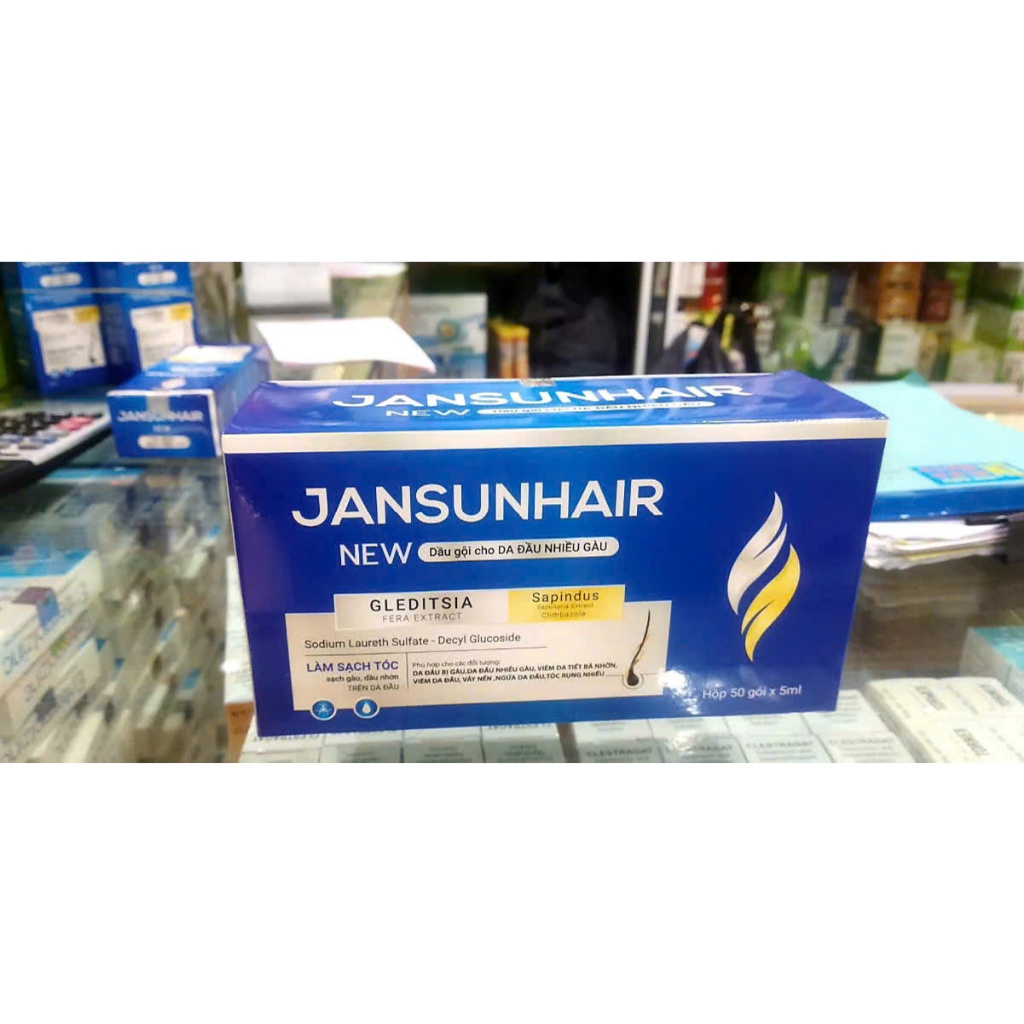 JANSUNHAIR
NEW
JANSUNHAIR
NEW
JANSUNHAIR
NEW Dầu gội cho DA ĐẦU NHIỀU GÀU
GLEDITSIA
FERA EXTRACT
Sapindus
Climbazole
Sodium Laureth Sulfate - Decyl Glucoside
LÀM SẠCH TÓC
sạch gàu, dầu nhờn
TRÊN DA ĐẦU
Phù hợp cho các đối tượng:
DA ĐẦU BỊ GÀU,DA ĐẦU NHIỀU GÀU, VIÊM DA TIẾT BÃ NHỜN,
VIÊM DA ĐẦU, VẢY NẾN ,NGỨA DA ĐẦU,TÓC RỤNG NHIỀU
Hộp 50 gói x 5ml